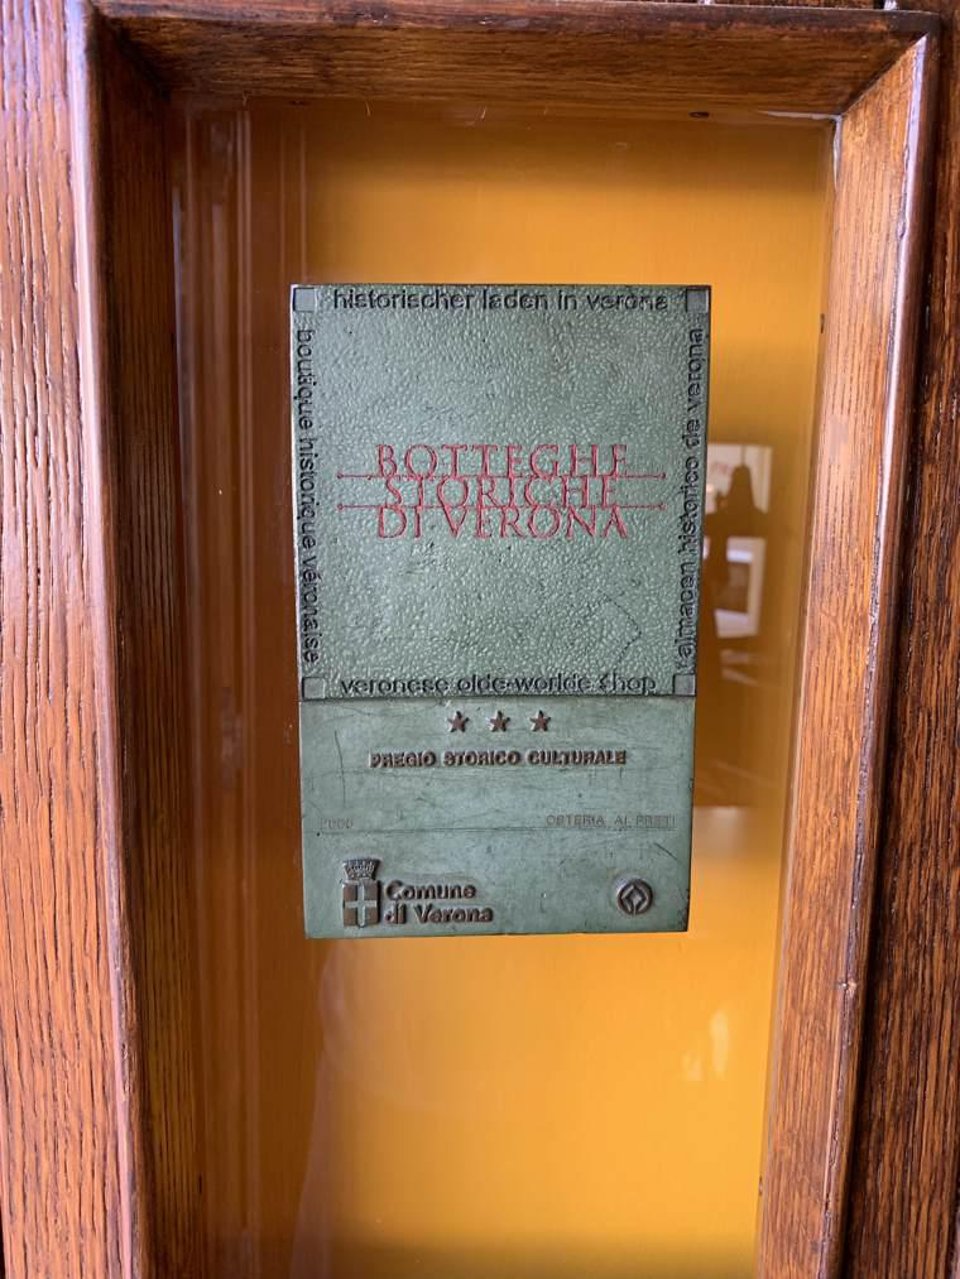 historischer laden in verona
boutique historique véronaise
almacen historico de verona
BOTTEGHE
STORICHE
DI VERONA
veronese olde-worlde shop
PREGIO STORICO CULTURALE
OSTERIA AI PRETI
Comune
di Verona